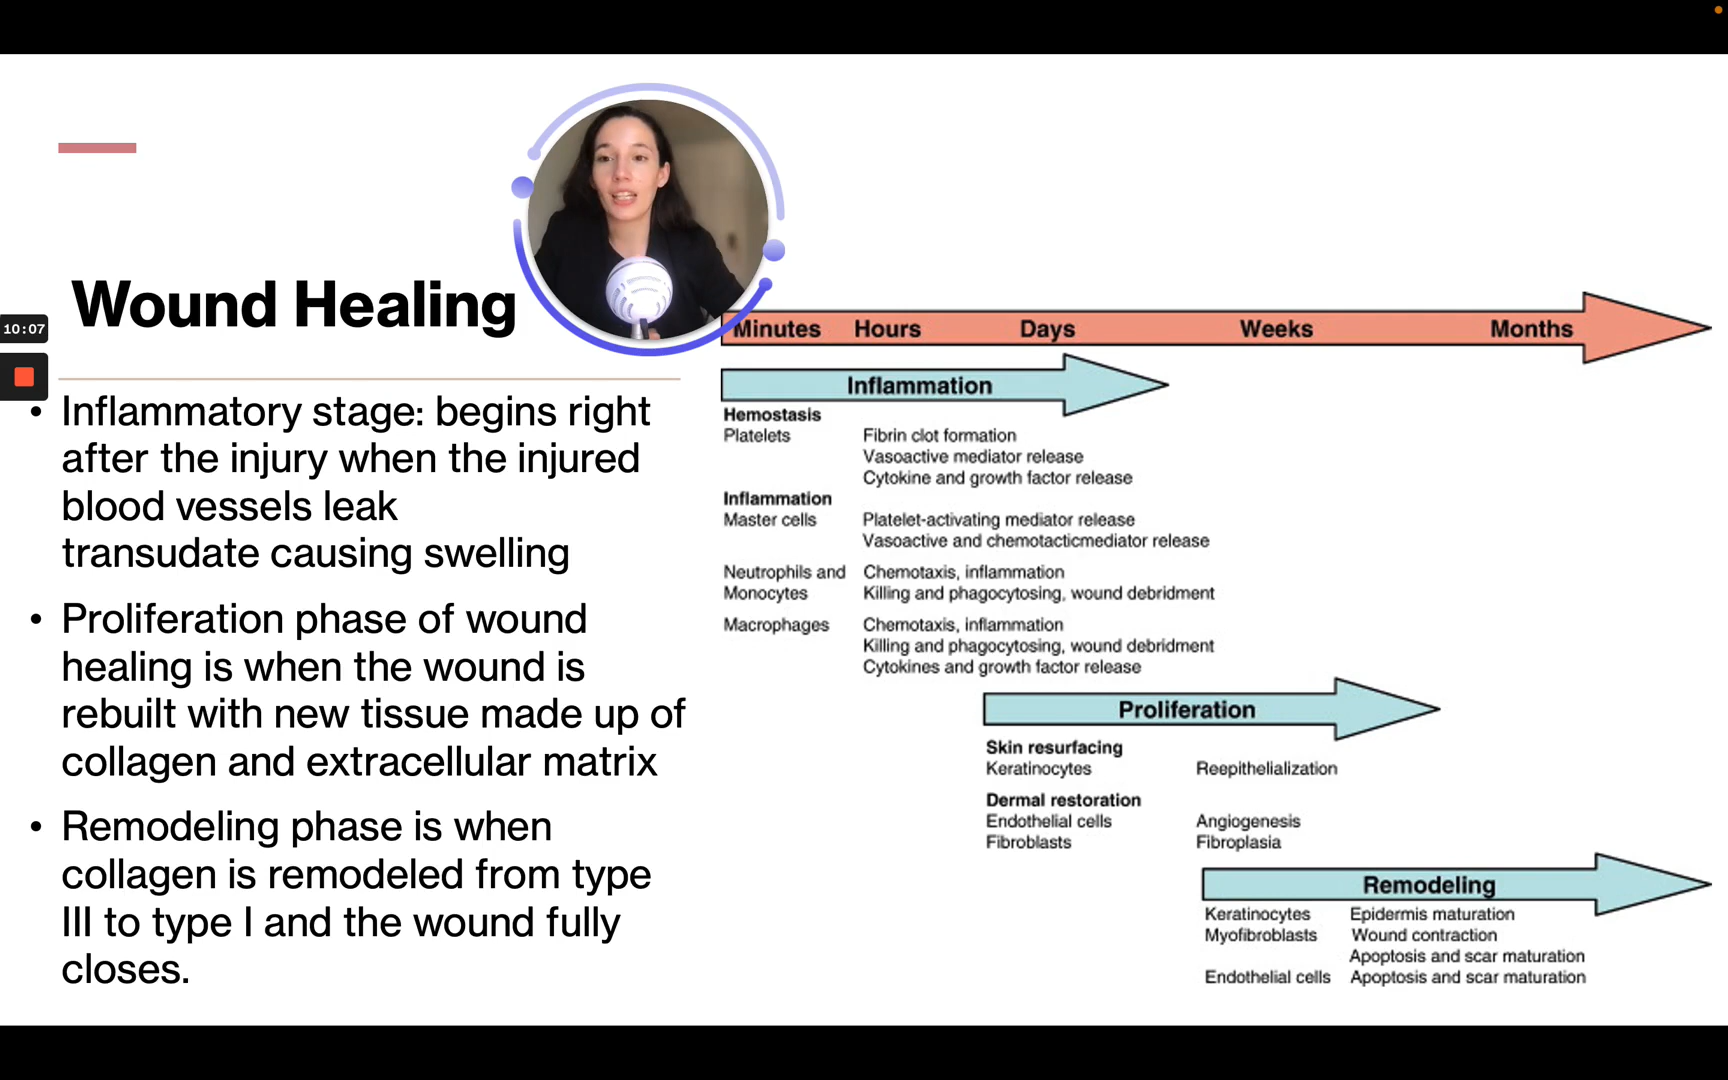 Wound Healing
10:07
• Inflammatory stage: begins right
after the injury when the injured
blood vessels leak
transudate causing swelling
• Proliferation phase of wound
healing is when the wound is
rebuilt with new tissue made up of
collagen and extracellular matrix
• Remodeling phase is when
collagen is remodeled from type
III to type I and the wound fully
closes.
Minutes Hours Days Weeks Months
Inflammation
Hemostasis
Platelets Fibrin clot formation
Vasoactive mediator release
Cytokine and growth factor release
Inflammation
Master cells Platelet-activating mediator release
Vasoactive and chemotacticmediator release
Neutrophils and Chemotaxis, inflammation
Monocytes Killing and phagocytosing, wound debridment
Macrophages Chemotaxis, inflammation
Killing and phagocytosing, wound debridment
Cytokines and growth factor release
Proliferation
Skin resurfacing
Keratinocytes Reepithelialization
Dermal restoration
Endothelial cells Angiogenesis
Fibroblasts Fibroplasia
Remodeling
Keratinocytes Epidermis maturation
Myofibroblasts Wound contraction
Apoptosis and scar maturation
Endothelial cells Apoptosis and scar maturation